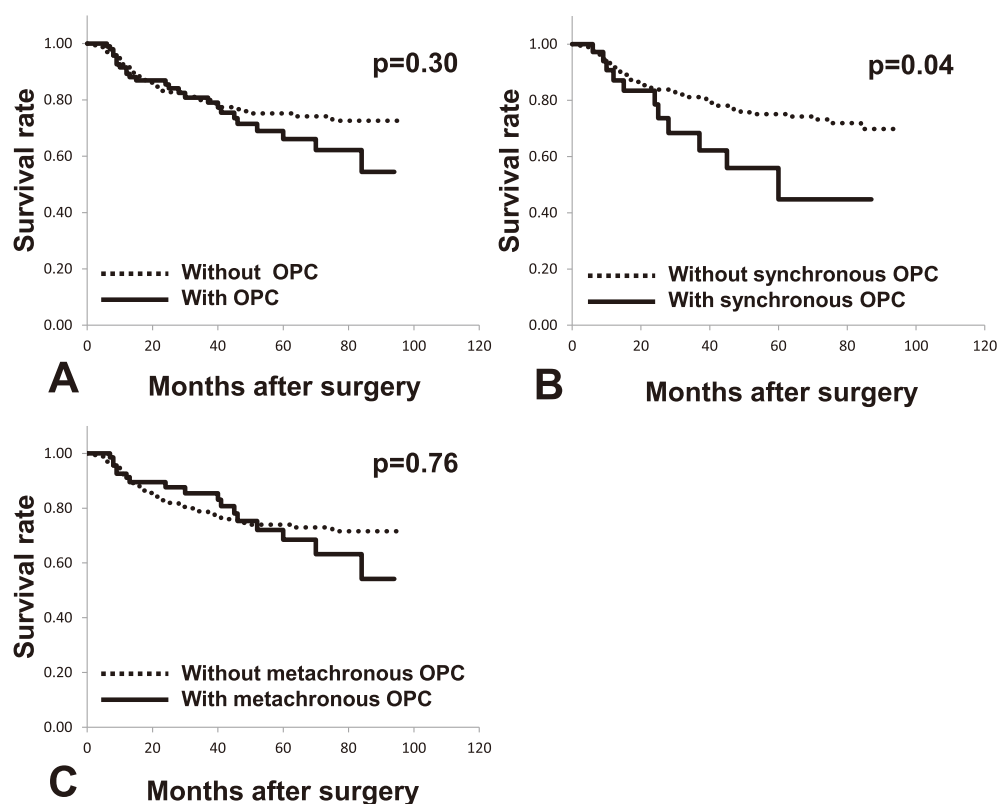 p=0.30
Survival rate
1.00
0.80
0.60
0.40
0.20
0.00
Without OPC
With OPC
0 20 40 60 80 100 120
A
Months after surgery
p=0.04
Survival rate
1.00
0.80
0.60
0.40
0.20
0.00
Without synchronous OPC
With synchronous OPC
0 20 40 60 80 100 120
B
Months after surgery
p=0.76
Survival rate
1.00
0.80
0.60
0.40
0.20
0.00
Without metachronous OPC
With metachronous OPC
0 20 40 60 80 100 120
C
Months after surgery